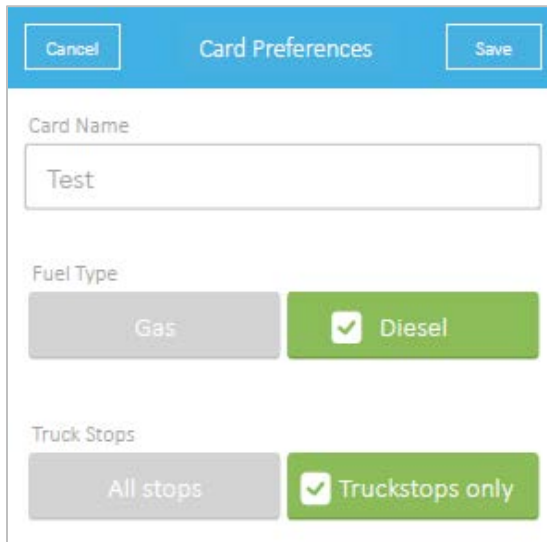 Cancel Card Preferences Save
Card Name
Test
Fuel Type
Gas Diesel
Truck Stops
All stops Truckstops only